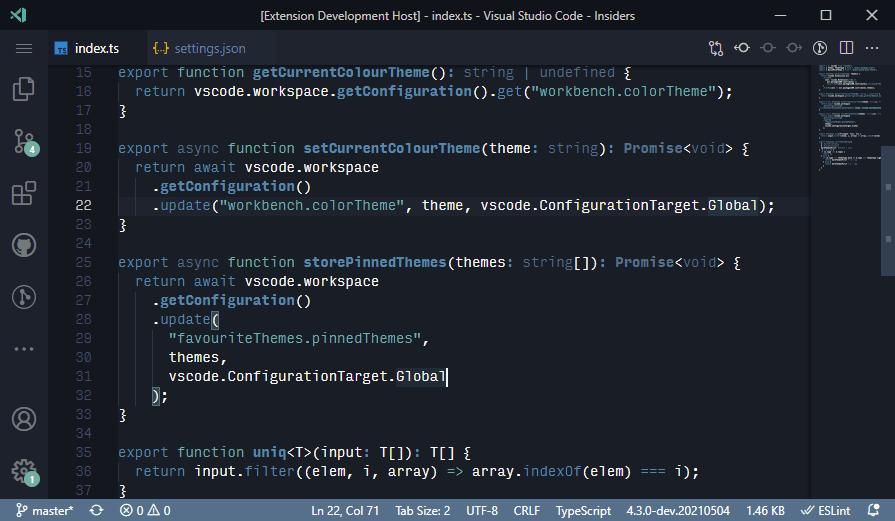 [Extension Development Host] - index.ts - Visual Studio Code - Insiders
TS index.ts {..} settings.json
15 export function getCurrentColourTheme(): string | undefined {
16 return vscode.workspace.getConfiguration().get("workbench.colorTheme");
17 }
18
19 export async function setCurrentColourTheme(theme: string): Promise<void> {
20 return await vscode.workspace
21 .getConfiguration()
22 .update("workbench.colorTheme", theme, vscode.ConfigurationTarget.Global);
23 }
24
25 export async function storePinnedThemes(themes: string[]): Promise<void> {
26 return await vscode.workspace
27 .getConfiguration()
28 .update(
29 "favouriteThemes.pinnedThemes",
30 themes,
31 vscode.ConfigurationTarget.Global
32 );
33 }
34
35 export function uniq<T>(input: T[]): T[] {
36 return input.filter((elem, i, array) => array.indexOf(elem) === i);
37 }
4
1
master* 0 0 Ln 22, Col 71 Tab Size: 2 UTF-8 CRLF TypeScript 4.3.0-dev.20210504 1.46 KB ESLint